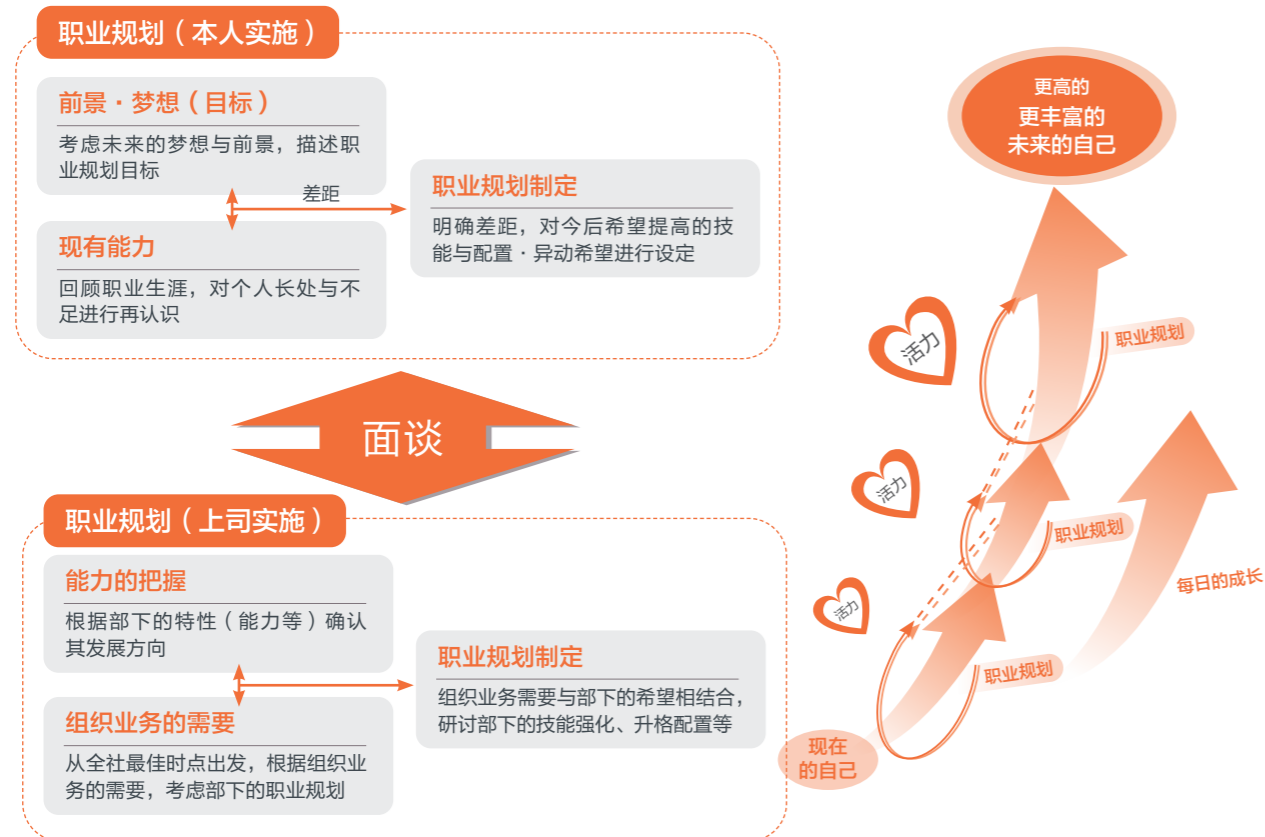 职业规划（本人实施）
前景·梦想（目标）
考虑未来的梦想与前景，描述职
业规划目标
差距
现有能力
回顾职业生涯，对个人长处与不
足进行再认识
职业规划制定
明确差距，对今后希望提高的技
能与配置·异动希望进行设定
面谈
职业规划（上司实施）
能力的把握
根据部下的特性（能力等）确认
其发展方向
组织业务的需要
从全社最佳时点出发，根据组织业
务的需要，考虑部下的职业规划
职业规划制定
组织业务需要与部下的希望相结合，
研讨部下的技能强化、升格配置等
更高的
更丰富的
未来的自己
活力
职业规划
活力
职业规划
每日的成长
活力
职业规划
现在
的自己